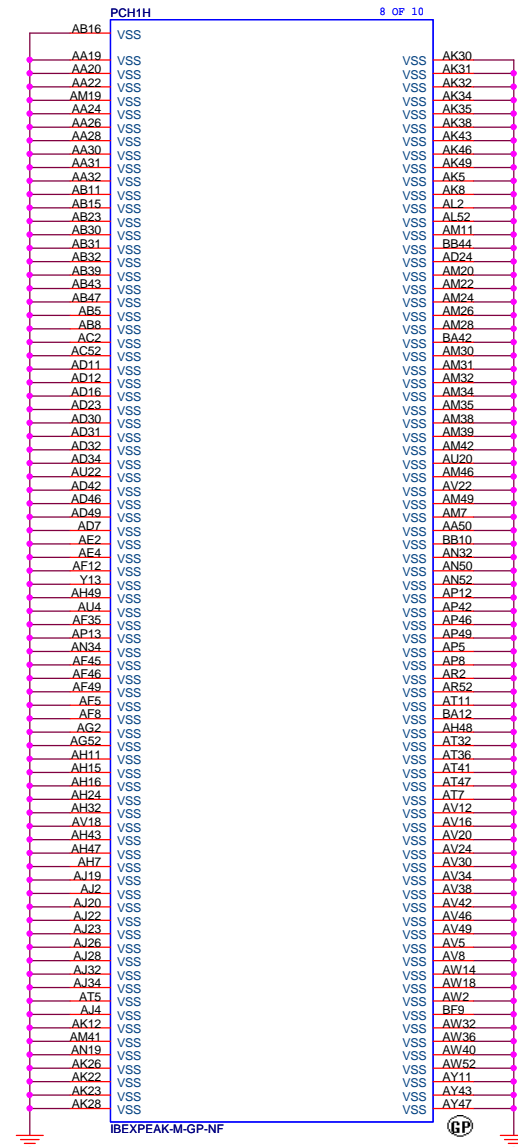 PCH1H 8 OF 10
AB16 VSS
AA19 VSS VSS AK30
AA20 VSS VSS AK31
AA22 VSS VSS AK32
AM19 VSS VSS AK34
AA24 VSS VSS AK35
AA26 VSS VSS AK38
AA28 VSS VSS AK43
AA30 VSS VSS AK46
AA31 VSS VSS AK49
AA32 VSS VSS AK5
AB11 VSS VSS AK8
AB15 VSS VSS AL2
AB23 VSS VSS AL52
AB30 VSS VSS AM11
AB31 VSS VSS BB44
AB32 VSS VSS AD24
AB39 VSS VSS AM20
AB43 VSS VSS AM22
AB47 VSS VSS AM24
AB5 VSS VSS AM26
AB8 VSS VSS AM28
AC2 VSS VSS BA42
AC52 VSS VSS AM30
AD11 VSS VSS AM31
AD12 VSS VSS AM32
AD16 VSS VSS AM34
AD23 VSS VSS AM35
AD30 VSS VSS AM38
AD31 VSS VSS AM39
AD32 VSS VSS AM42
AD34 VSS VSS AU20
AU22 VSS VSS AM46
AD42 VSS VSS AV22
AD46 VSS VSS AM49
AD49 VSS VSS AM7
AD7 VSS VSS AA50
AE2 VSS VSS BB10
AE4 VSS VSS AN32
AF12 VSS VSS AN50
Y13 VSS VSS AN52
AH49 VSS VSS AP12
AU4 VSS VSS AP42
AF35 VSS VSS AP46
AP13 VSS VSS AP49
AN34 VSS VSS AP5
AF45 VSS VSS AP8
AF46 VSS VSS AR2
AF49 VSS VSS AR52
AF5 VSS VSS AT11
AF8 VSS VSS BA12
AG2 VSS VSS AH48
AG52 VSS VSS AT32
AH11 VSS VSS AT36
AH15 VSS VSS AT41
AH16 VSS VSS AT47
AH24 VSS VSS AT7
AH32 VSS VSS AV12
AV18 VSS VSS AV16
AH43 VSS VSS AV20
AH47 VSS VSS AV24
AH7 VSS VSS AV30
AJ19 VSS VSS AV34
AJ2 VSS VSS AV38
AJ20 VSS VSS AV42
AJ22 VSS VSS AV46
AJ23 VSS VSS AV49
AJ26 VSS VSS AV5
AJ28 VSS VSS AV8
AJ32 VSS VSS AW14
AJ34 VSS VSS AW18
AT5 VSS VSS AW2
AJ4 VSS VSS BF9
AK12 VSS VSS AW32
AM41 VSS VSS AW36
AN19 VSS VSS AW40
AK26 VSS VSS AW52
AK22 VSS VSS AY11
AK23 VSS VSS AY43
AK28 VSS VSS AY47
IBEXPEAK-M-GP-NF GP